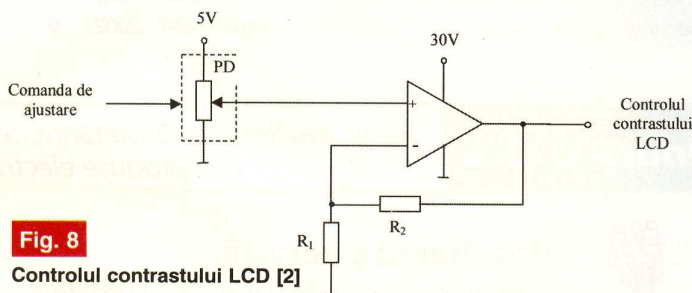 5V
PD
30V
Comanda de
ajustare
+
-
Controlul
contrastului
LCD
R1
R2
Fig. 8
Controlul contrastului LCD [2]